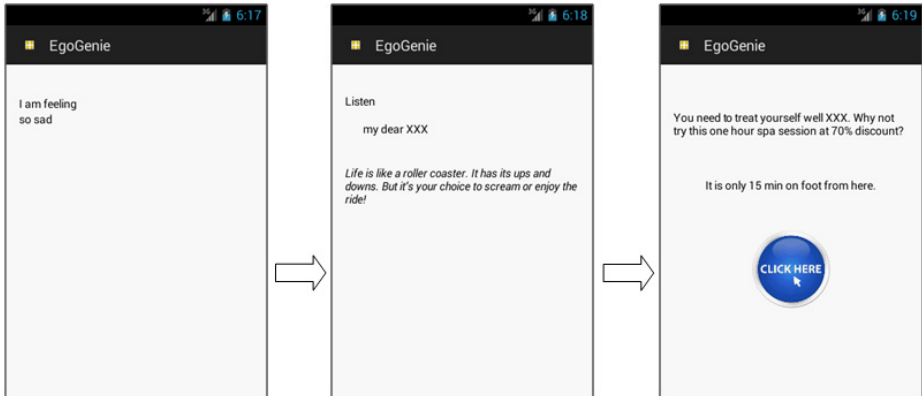 3G 6:17
EgoGenie
I am feeling
so sad
3G 6:18
EgoGenie
Listen
my dear XXX
Life is like a roller coaster. It has its ups and
downs. But it's your choice to scream or enjoy the
ride!
3G 6:19
EgoGenie
You need to treat yourself well XXX. Why not
try this one hour spa session at 70% discount?
It is only 15 min on foot from here.
CLICK HERE